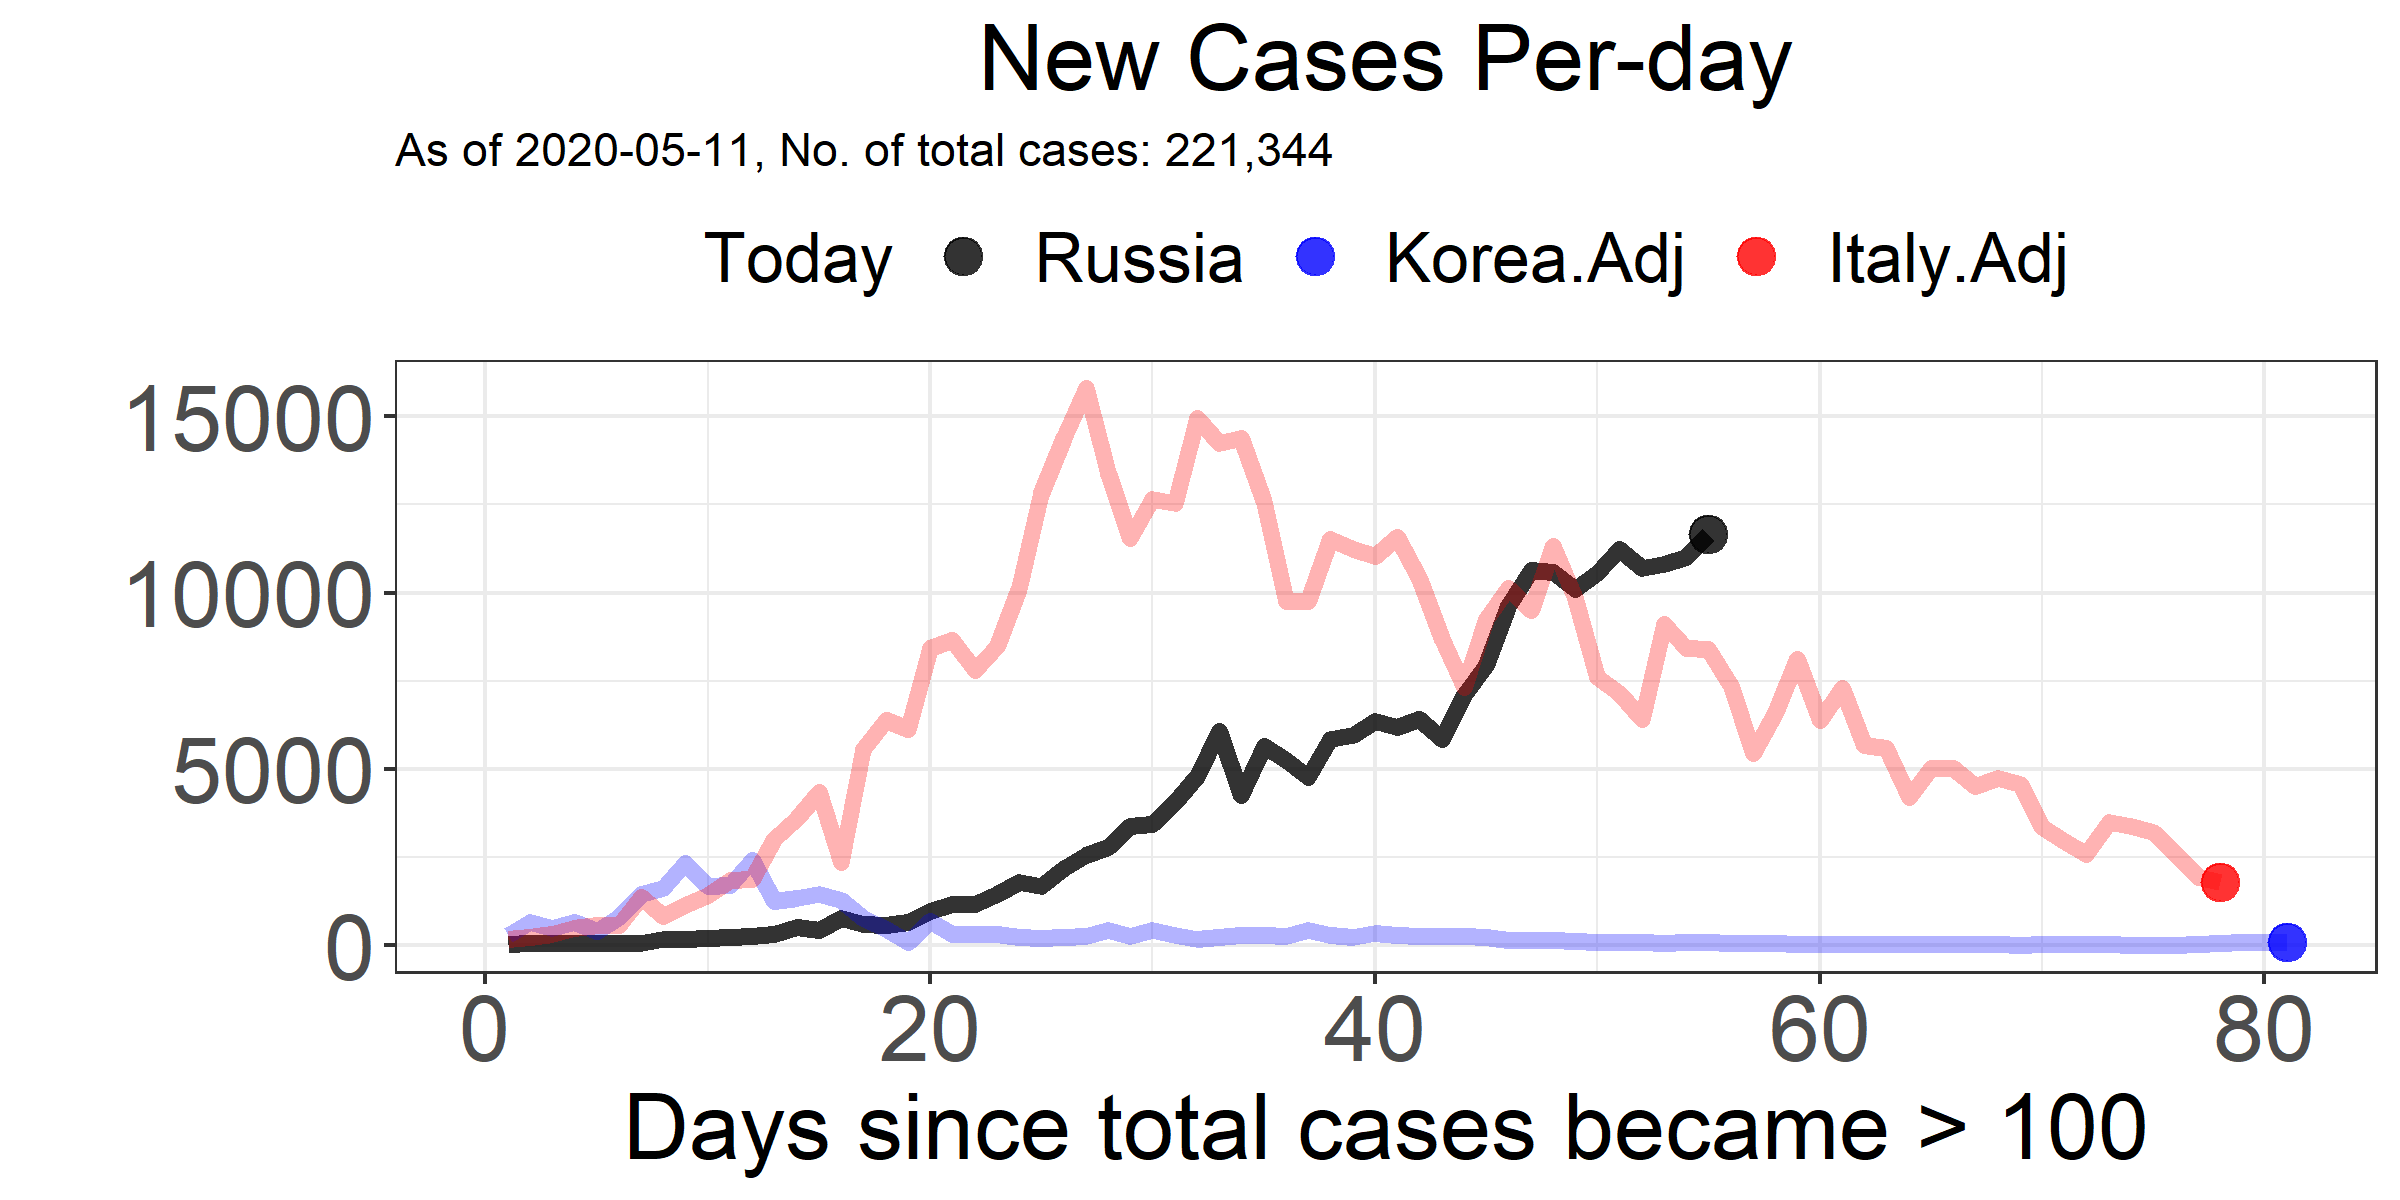 New Cases Per-day
As of 2020-05-11, No. of total cases: 221,344
Today Russia Korea.Adj Italy.Adj
15000
10000
5000
0
0 20 40 60 80
Days since total cases became > 100